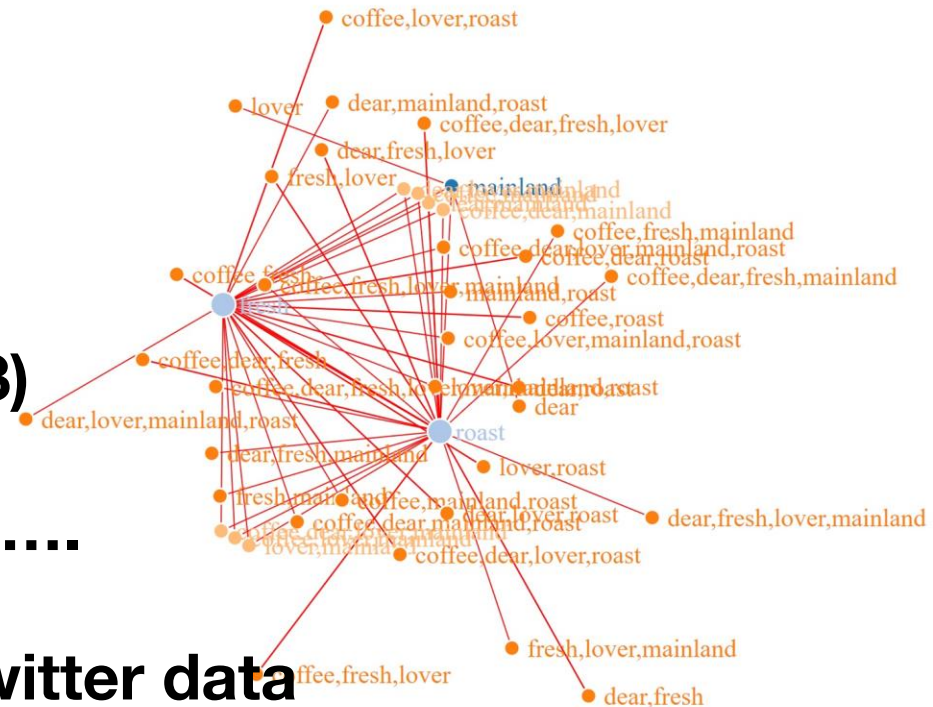 coffee,lover,roast
lover
dear,mainland,roast
coffee,dear,fresh,lover
dear,fresh,lover
fresh,lover
mainland
coffee,dear,mainland
coffee,fresh,mainland
coffee,dear,lover,mainland,roast
coffee,dear,roast
coffee,fresh
coffee,dear,fresh,mainland
coffee,fresh,lover,mainland
mainland,roast
fresh
coffee,roast
coffee,lover,mainland,roast
coffee,dear,fresh
3)
dear
dear,lover,mainland,roast
roast
dear,fresh,mainland
lover,roast
fresh,mainland
coffee,mainland,roast
dear,lover,roast
dear,fresh,lover,mainland
coffee,dear,mainland,roast
…..
lover,mainland
coffee,dear,lover,roast
fresh,lover,mainland
coffee,fresh,lover
witter data
dear,fresh